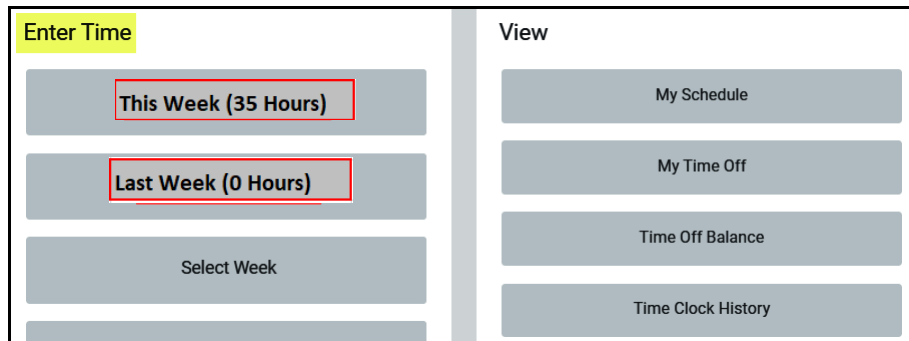 Enter Time
This Week (35 Hours)
Last Week (0 Hours)
Select Week
View
My Schedule
My Time Off
Time Off Balance
Time Clock History